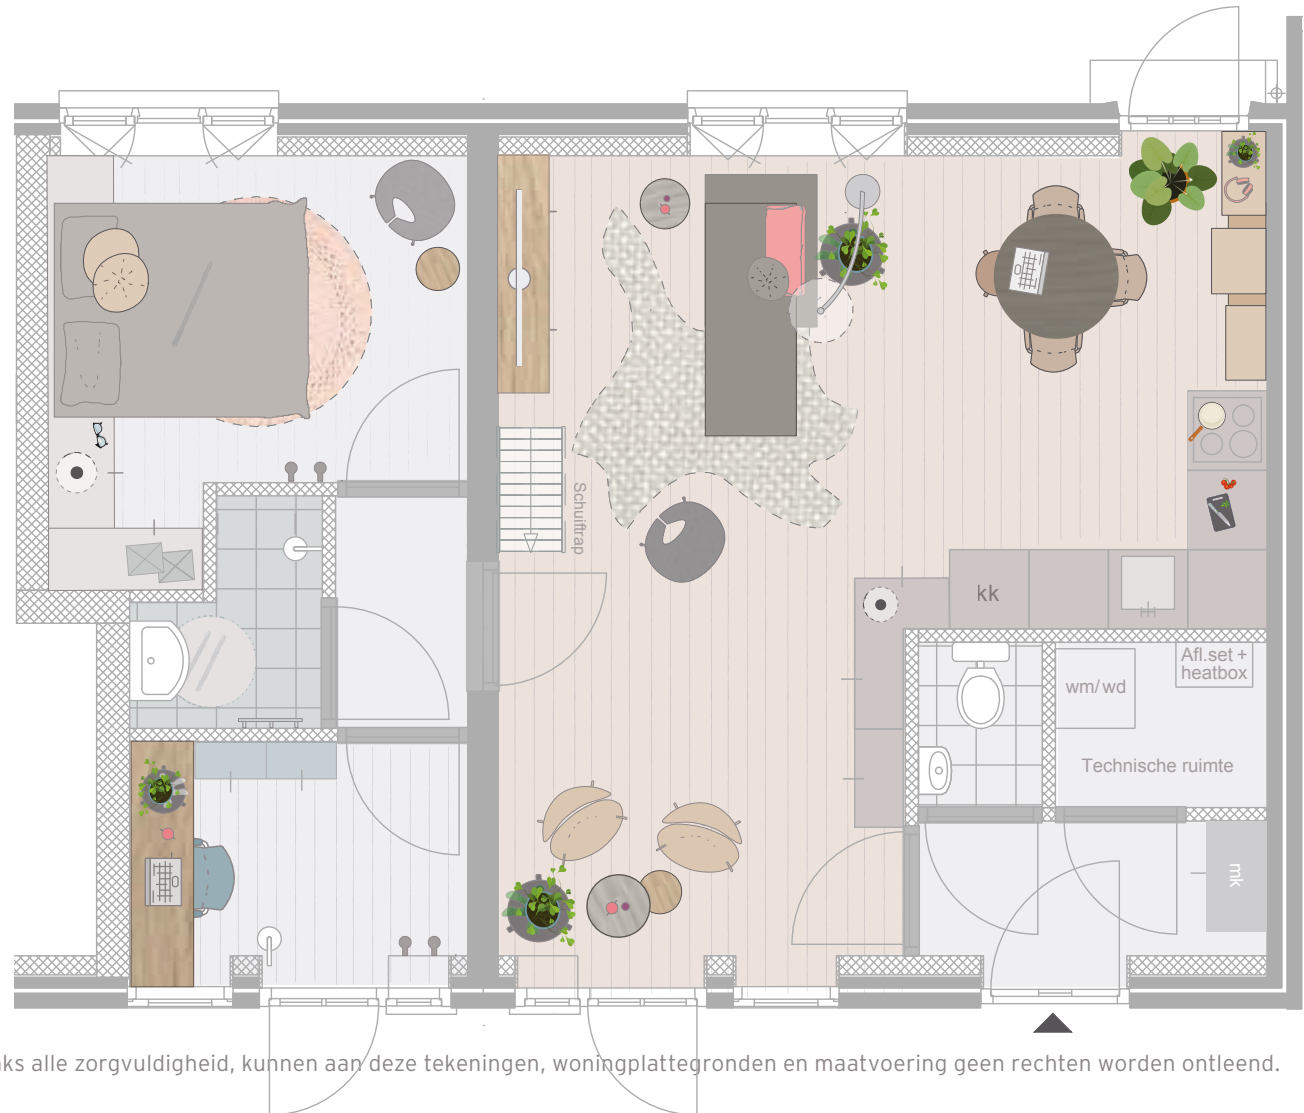 Schuiftrap
kk
Afl.set +
heatbox
wm/wd
Technische ruimte
mk
alle zorgvuldigheid, kunnen aan deze tekeningen, woningplattegronden en maatvoering geen rechten worden ontleend.